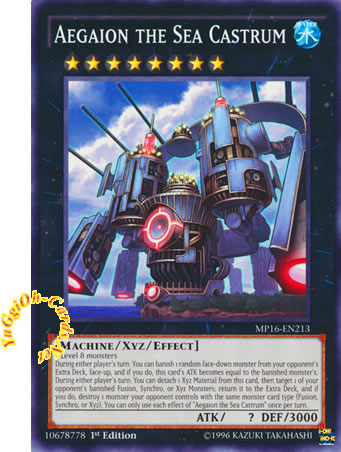 AEGAION THE SEA CASTRUM
WATER
水
MP16-EN213
[MACHINE/XYZ/EFFECT]
Level 8 monsters
During either player's turn: You can banish 1 random face-down monster from your opponent's
Extra Deck, face-up, and if you do, this card's ATK becomes equal to the banished monster's.
During either player's turn: You can detach 1 Xyz Material from this card, then target 1 of your
opponent's banished Fusion, Synchro, or Xyz Monsters; return it to the Extra Deck, and if
you do, destroy 1 monster your opponent controls with the same monster card type (Fusion,
Synchro, or Xyz). You can only use each effect of "Aegaion the Sea Castrum" once per turn.
ATK/ ? DEF/3000
10678778 1st Edition ©1996 KAZUKI TAKAHASHI
YuGiOh-Cards.Net